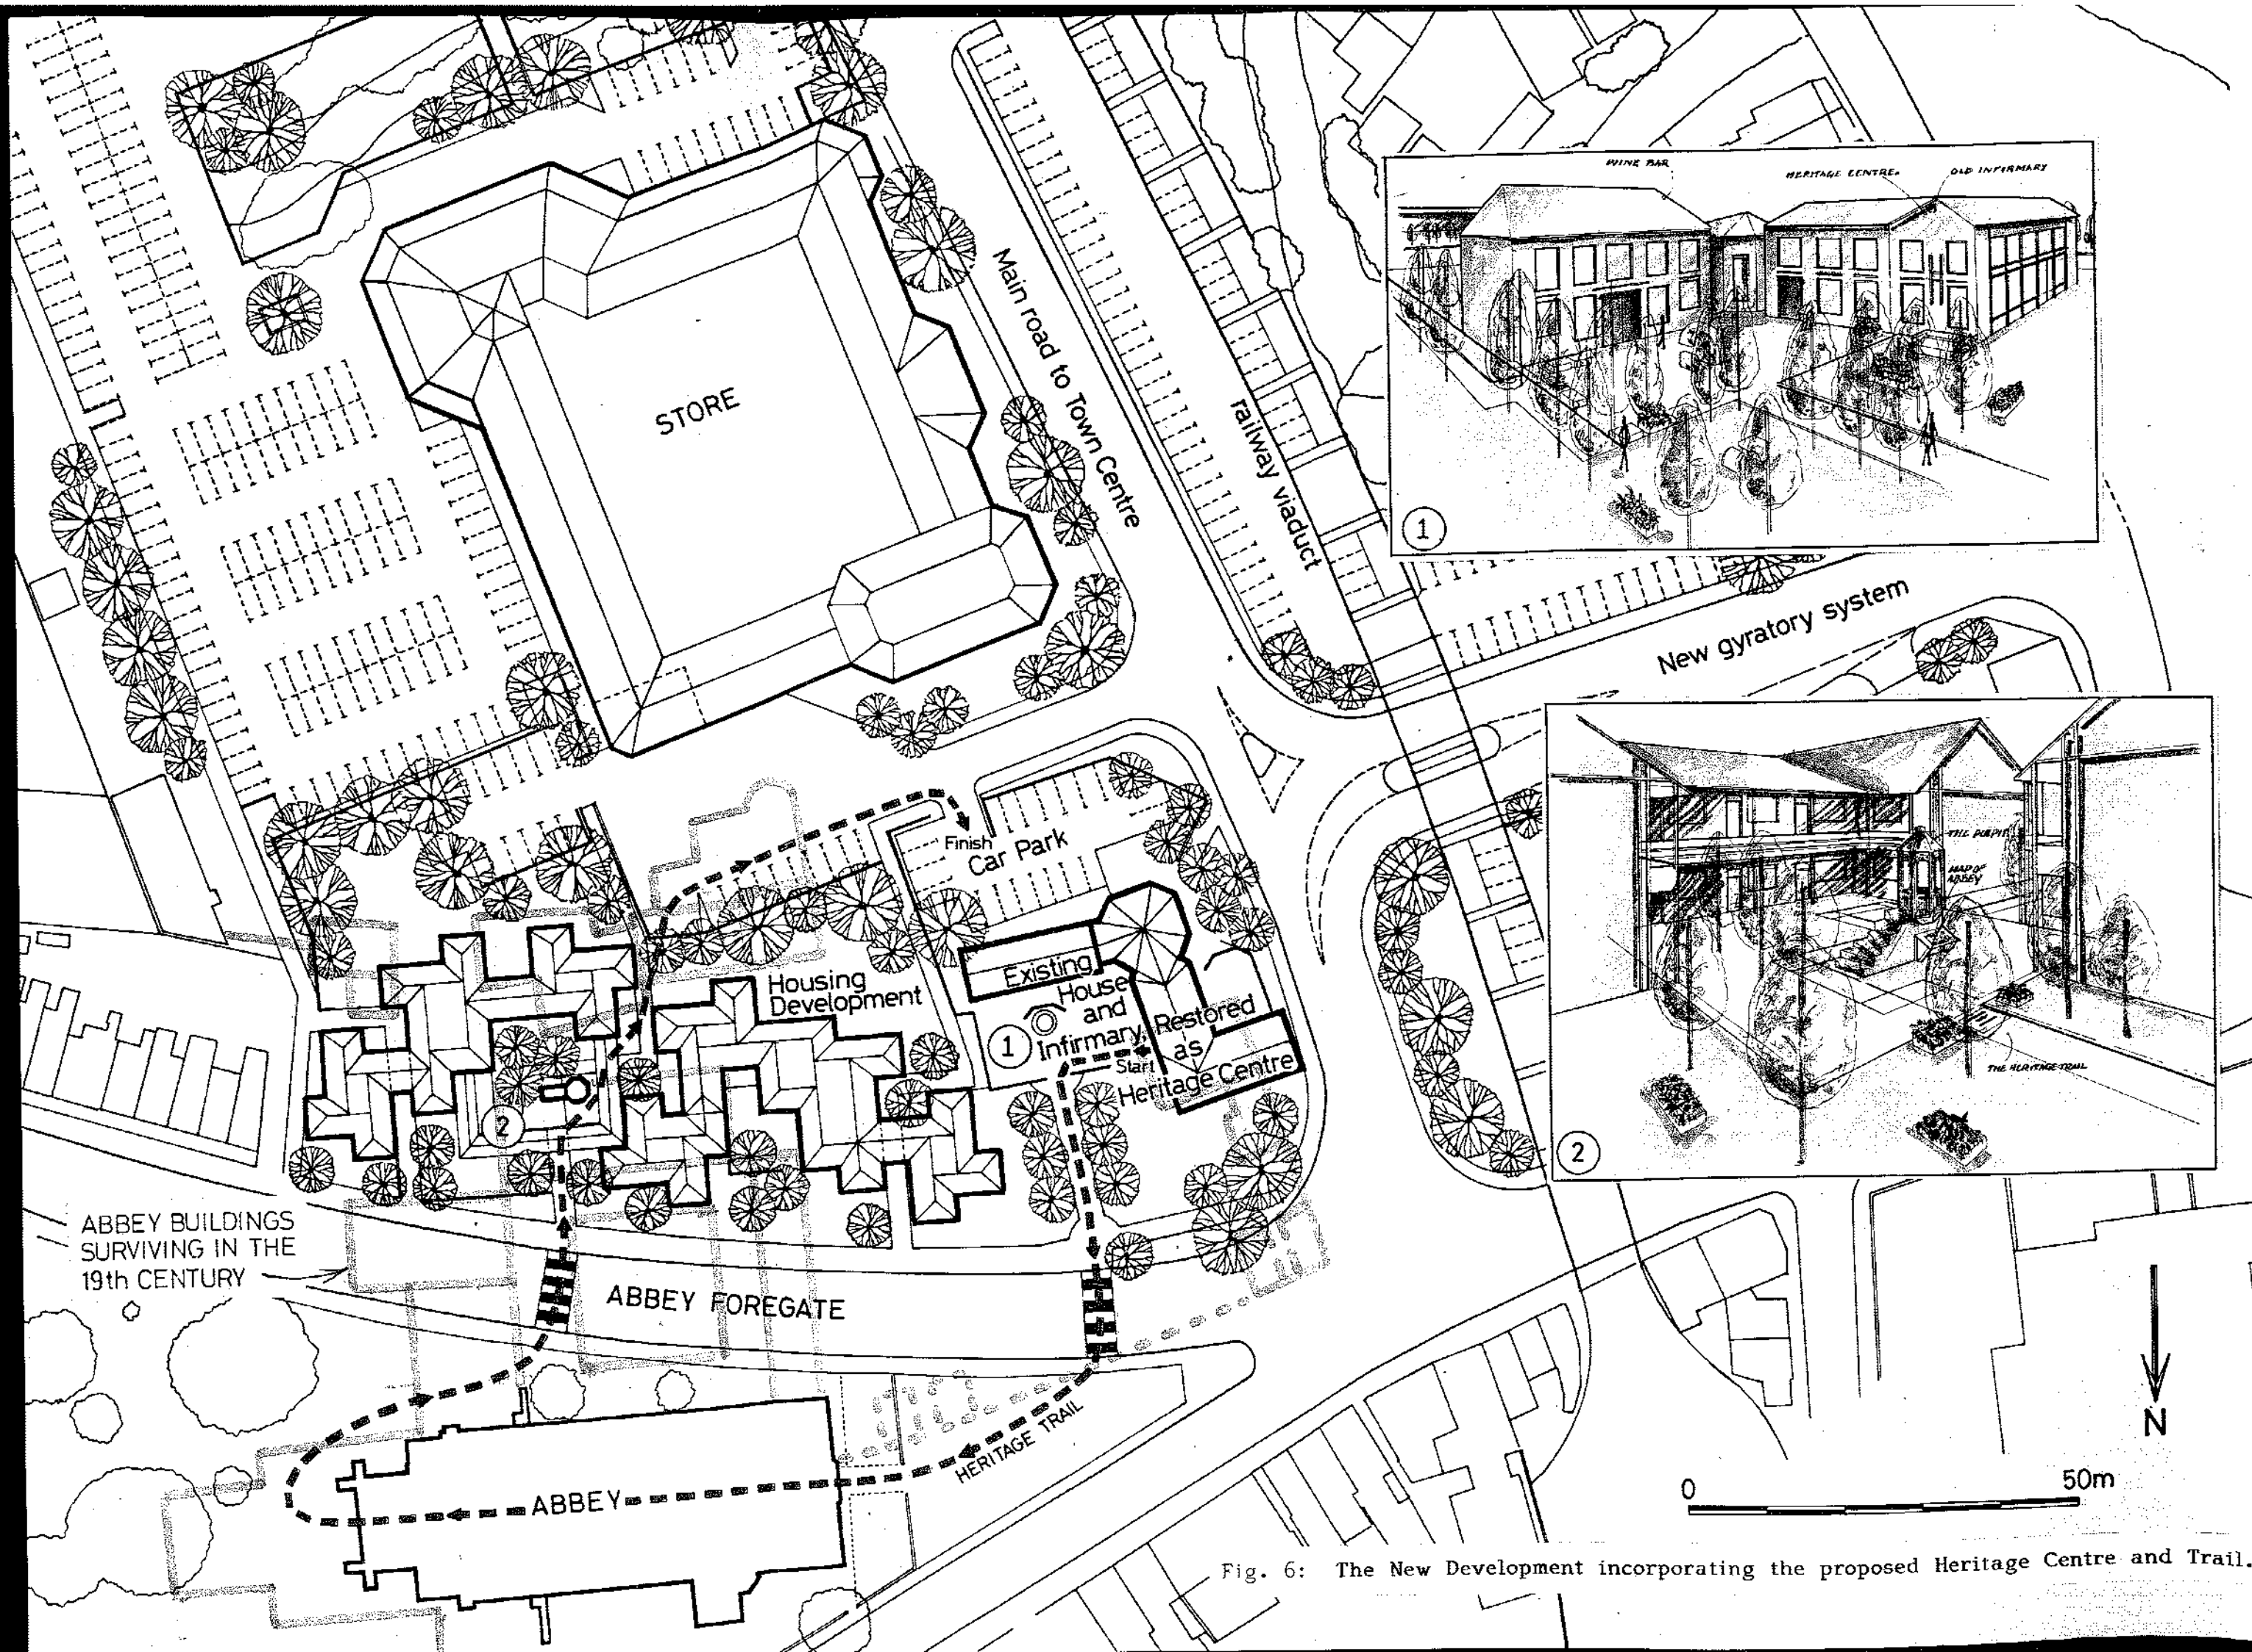 WINE BAR
HERITAGE CENTRE.
OLD INFIRMARY
1
STORE
Main road to Town Centre
railway viaduct
New gyratory system
THE PULPIT
MAP OF
ABBEY
THE HERITAGE TRAIL
2
Finish
Car Park
Housing
Development
Existing
House
and
Infirmary, Restored
as
Heritage Centre
Start
1
2
ABBEY BUILDINGS
SURVIVING IN THE
19th CENTURY
ABBEY FOREGATE
HERITAGE TRAIL
ABBEY
N
0
50m
Fig. 6: The New Development incorporating the proposed Heritage Centre and Trail.